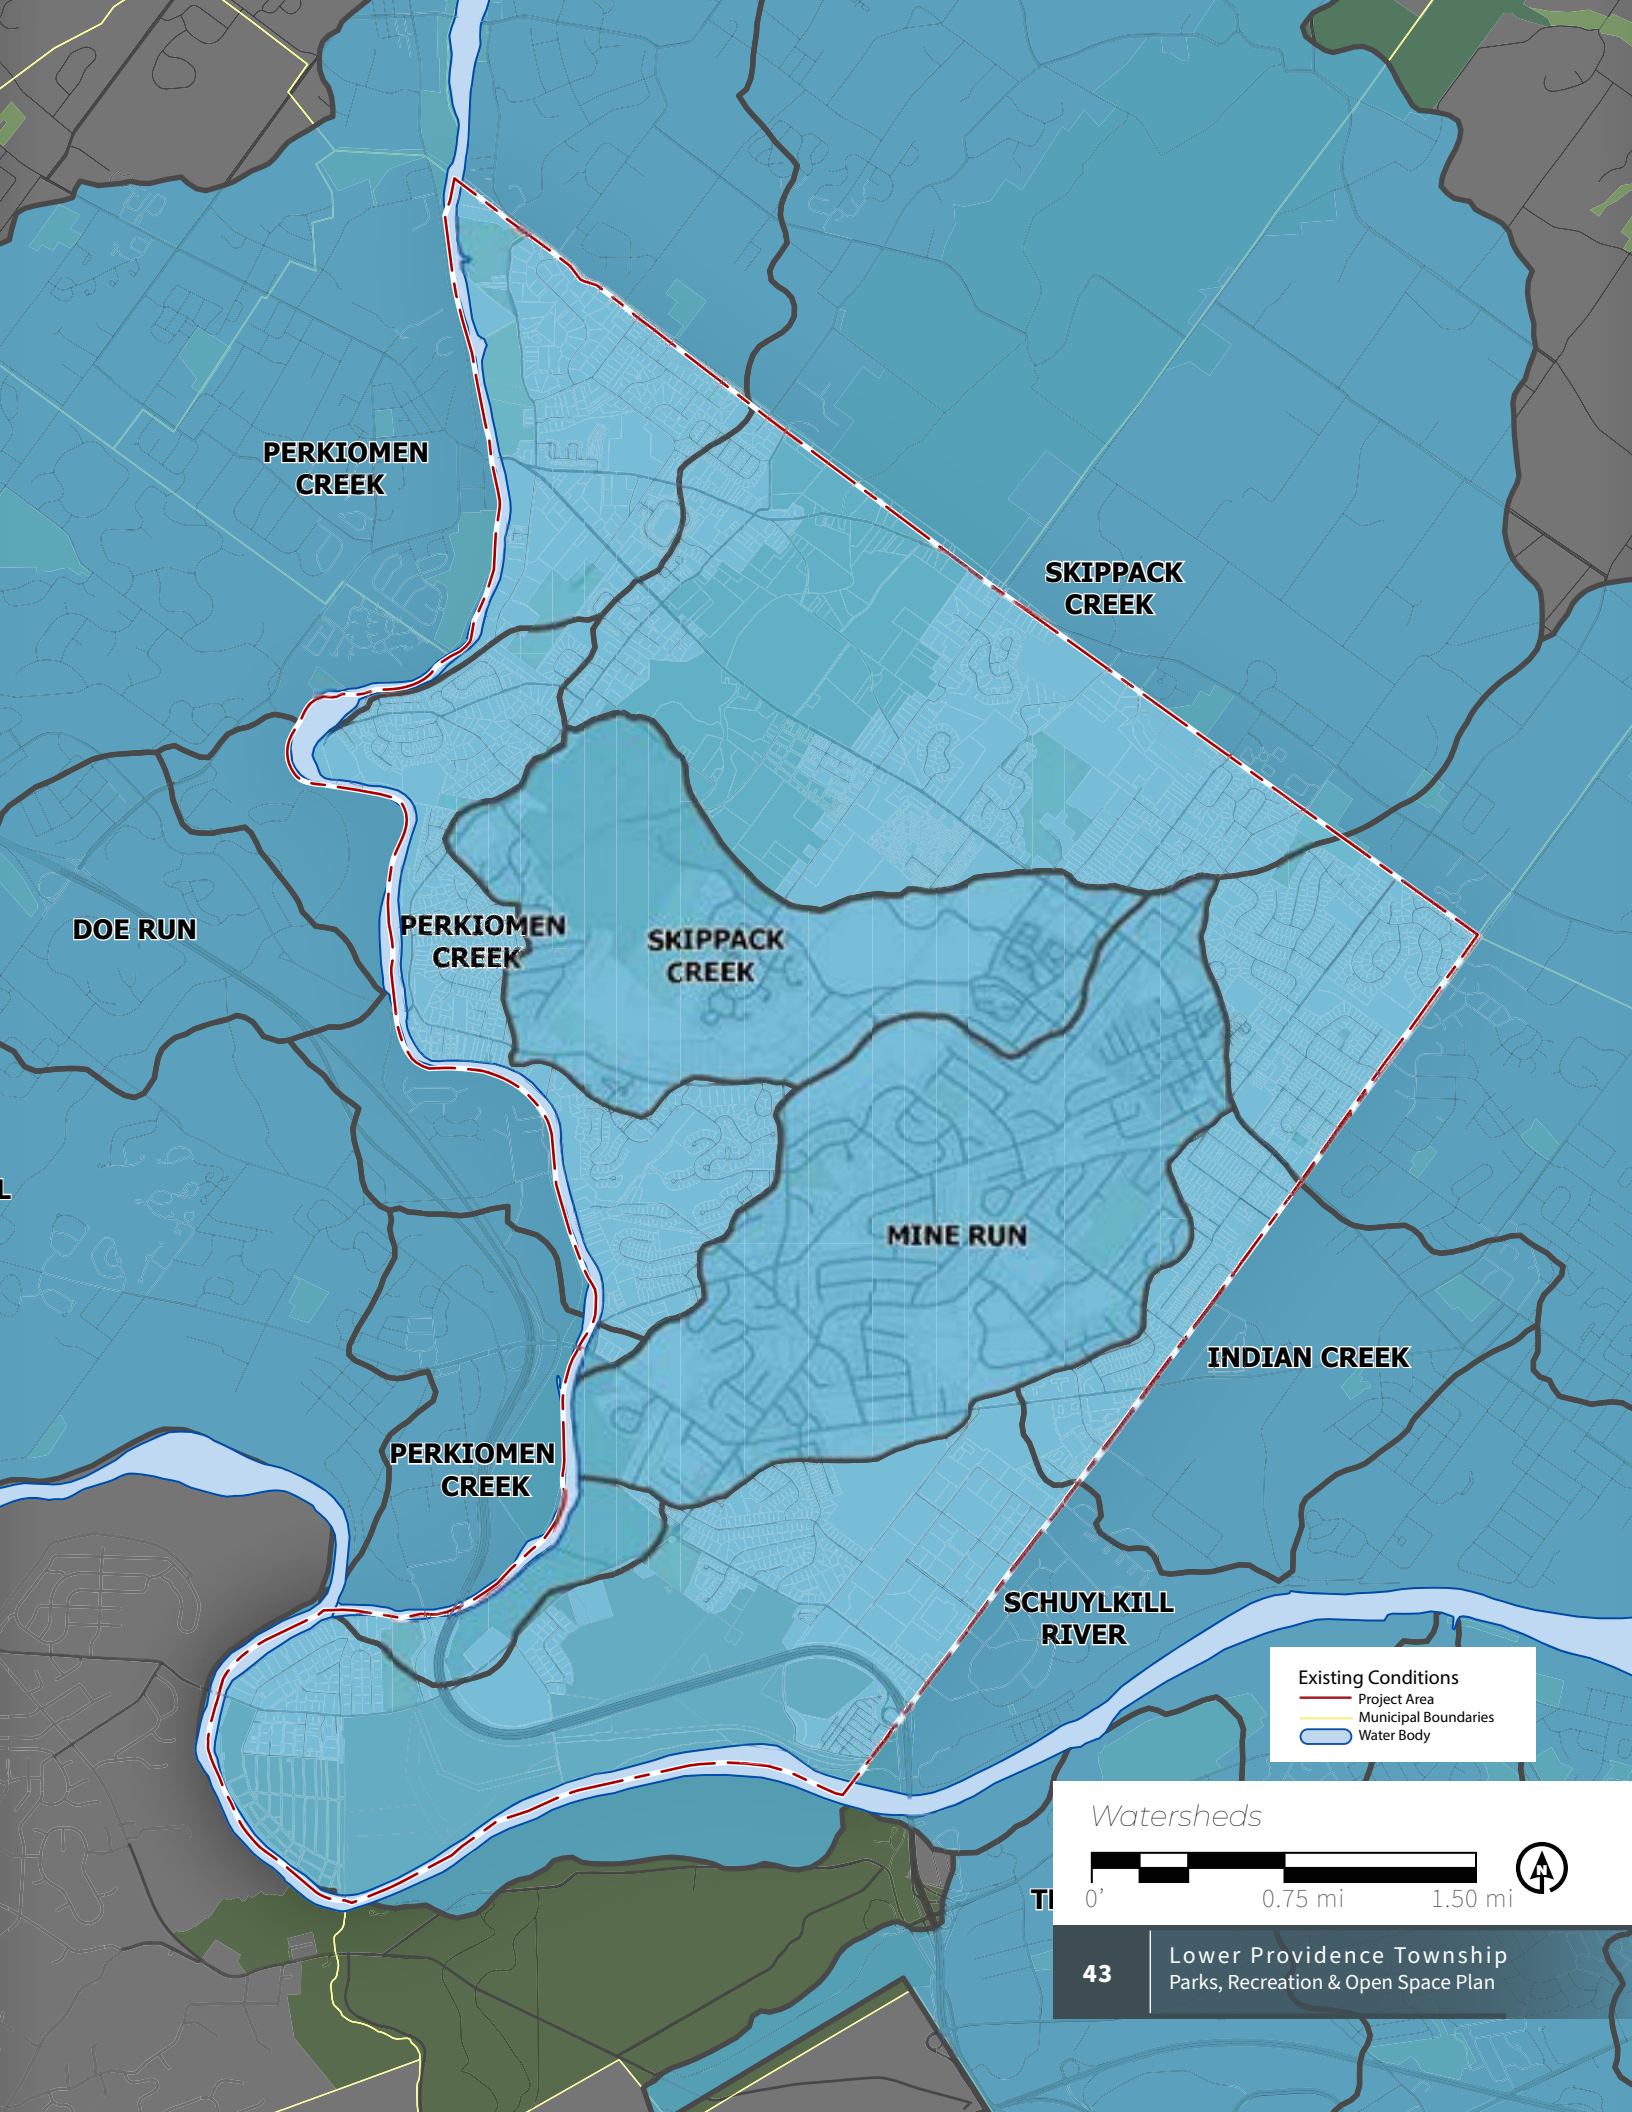 PERKIOMEN
CREEK
SKIPPACK
CREEK
DOE RUN
PERKIOMEN
CREEK
SKIPPACK
CREEK
L
MINE RUN
INDIAN CREEK
PERKIOMEN
CREEK
SCHUYLKILL
RIVER
Existing Conditions
Project Area
Municipal Boundaries
Water Body
Watersheds
0'
0.75 mi
1.50 mi
N
43
Lower Providence Township
Parks, Recreation & Open Space Plan